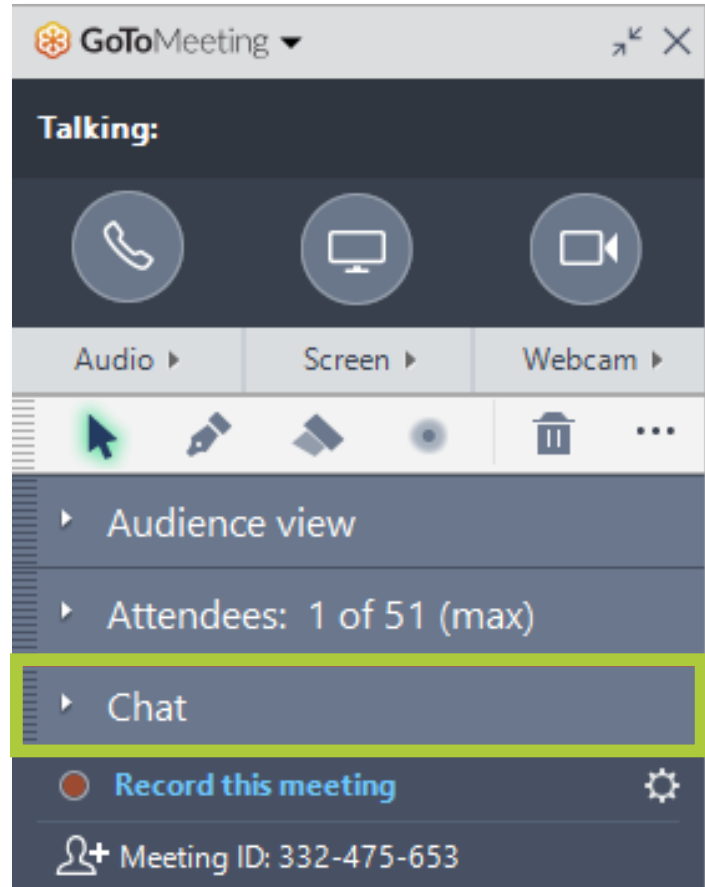 GoToMeeting
Talking:
Audio Screen Webcam
Audience view
Attendees: 1 of 51 (max)
Chat
Record this meeting
Meeting ID: 332-475-653